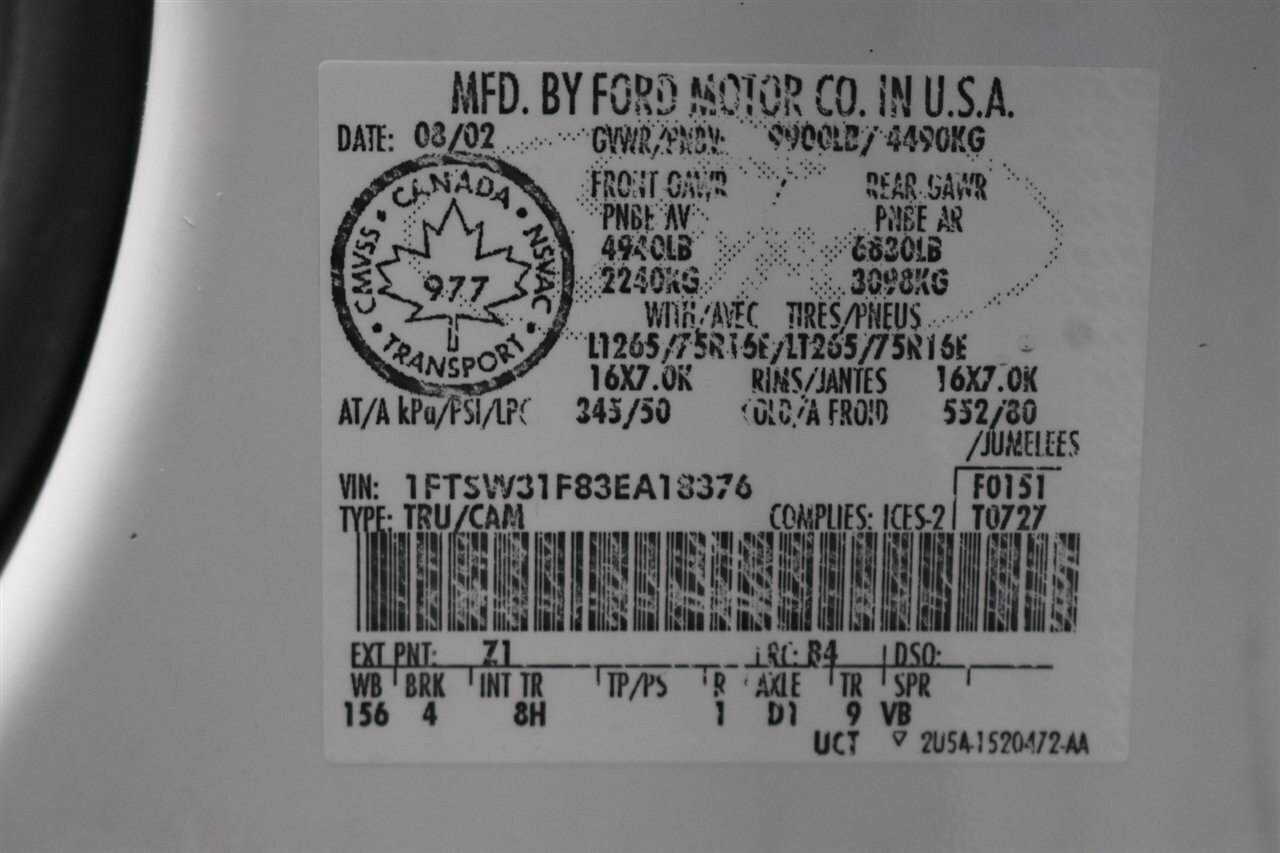 MFD. BY FORD MOTOR CO. IN U.S.A.
DATE: 08/02 GVWR/PNBV: 9900LB/ 4490KG
CANADA
CMVSS NSVAC
977
TRANSPORT
FRONT GAWR REAR GAWR
PNBE AV PNBE AR
4940LB 6830LB
2240KG 3098KG
WITH/AVEC TIRES/PNEUS
LT265/75R16E/LT265/75R16E
16X7.0K RIMS/JANTES 16X7.0K
AT/A kPa/PSI/LPC 345/50 COLD/A FROID 552/80
/JUMELEES
VIN: 1FTSW31F83EA18376 F0151
TYPE: TRU/CAM COMPLIES: ICES-2 T0727
EXT PNT: Z1 RC: B4 DSO:
WB BRK INT TR TP/PS R AXLE TR SPR
156 4 8H 1 D1 9 VB
UCT ▽ 2U5A-1520472-AA